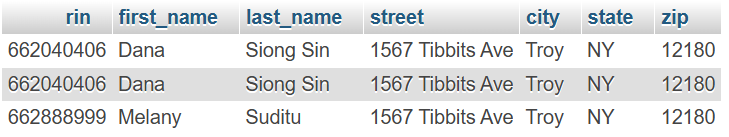 rin first_name last_name street city state zip
662040406 Dana Siong Sin 1567 Tibbits Ave Troy NY 12180
662040406 Dana Siong Sin 1567 Tibbits Ave Troy NY 12180
662888999 Melany Suditu 1567 Tibbits Ave Troy NY 12180